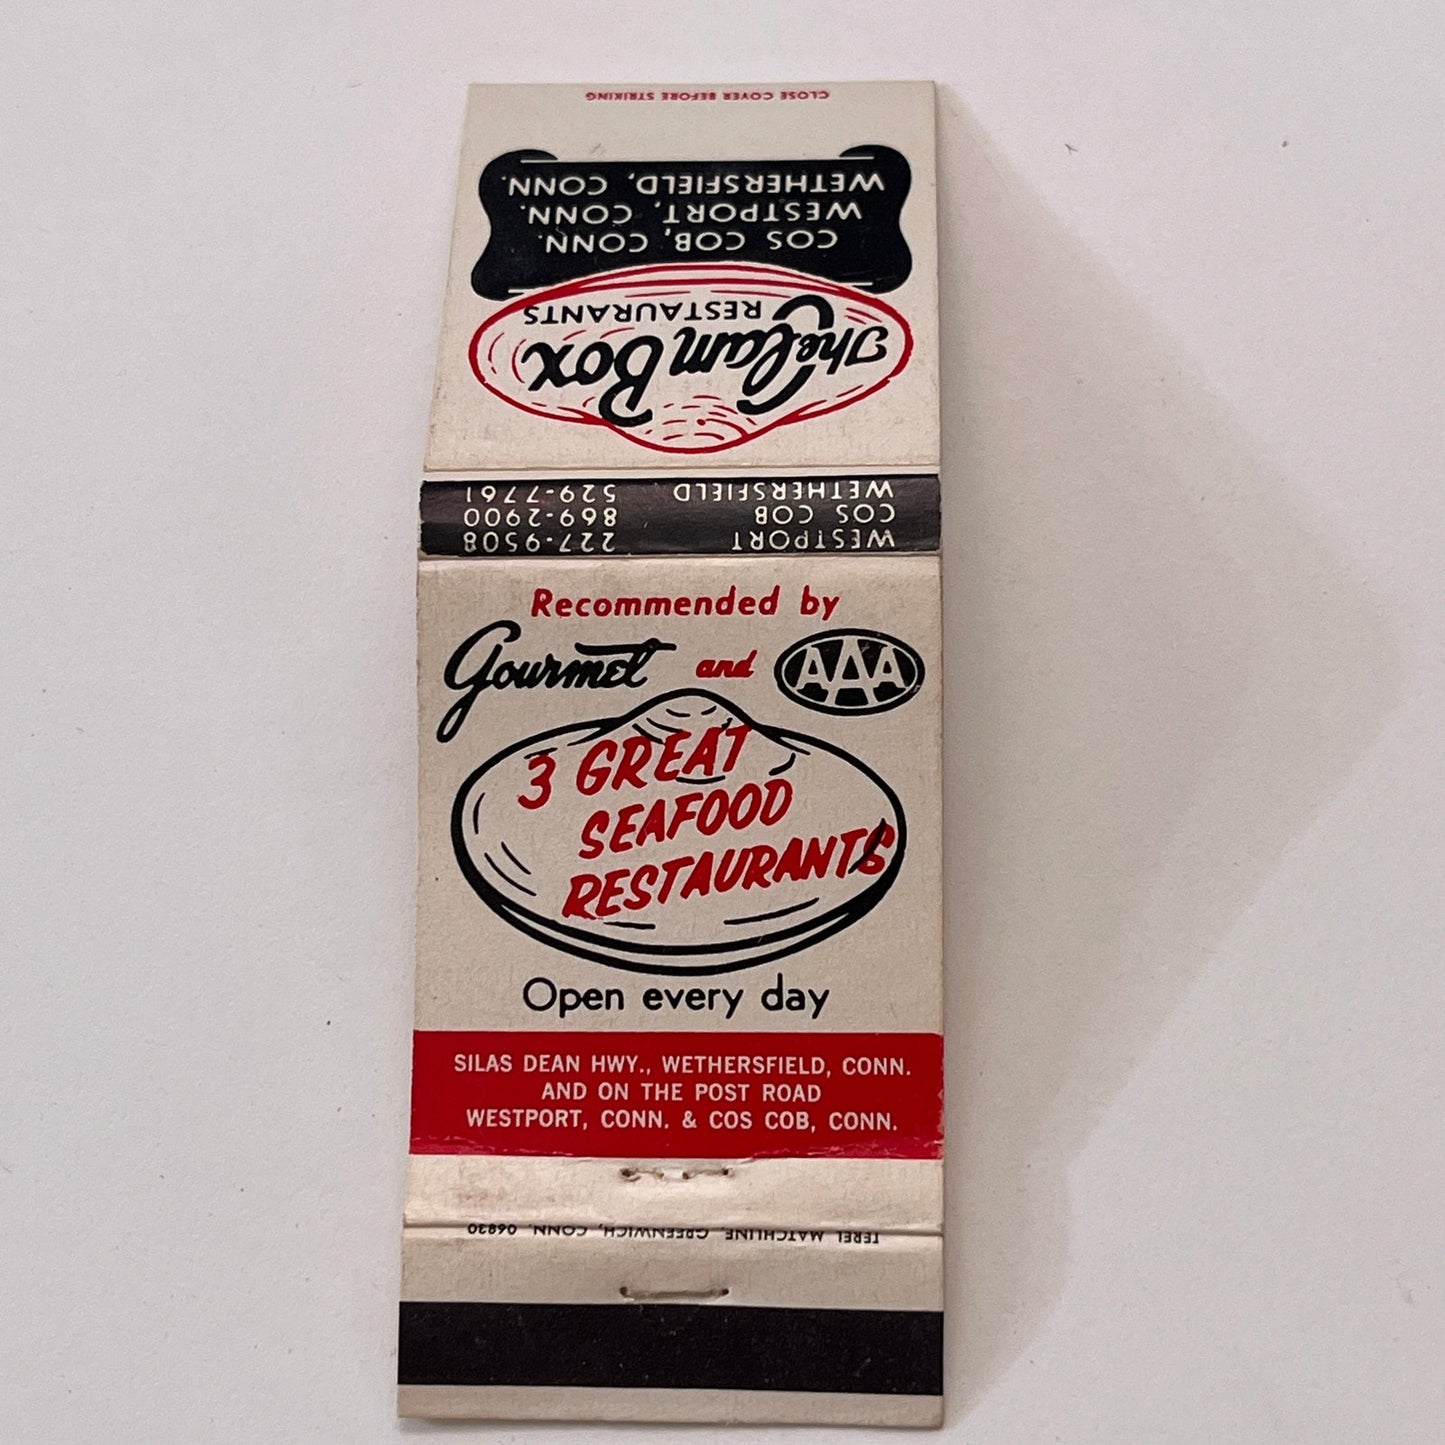 CLOSE COVER BEFORE STRIKING
The Clam Box
RESTAURANTS
COS COB, CONN.
WESTPORT, CONN.
WETHERSFIELD, CONN.
WESTPORT 227-9508
COS COB 869-2900
WETHERSFIELD 529-7761
Recommended by
Gourmet and AAA
3 GREAT
SEAFOOD
RESTAURANTS
Open every day
SILAS DEAN HWY., WETHERSFIELD, CONN.
AND ON THE POST ROAD
WESTPORT, CONN. & COS COB, CONN.
TEREL MATCHLINE, GREENWICH, CONN. 06830